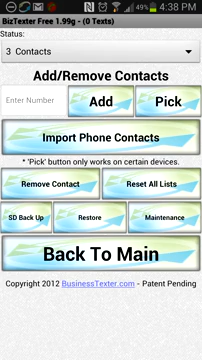 49% 4:38 PM
BizTexter Free 1.99g - (0 Texts)
Status:
3 Contacts
Add/Remove Contacts
Enter Number
Add
Pick
Import Phone Contacts
* 'Pick' button only works on certain devices.
Remove Contact
Reset All Lists
SD Back Up
Restore
Maintenance
Back To Main
Copyright 2012 BusinessTexter.com - Patent Pending